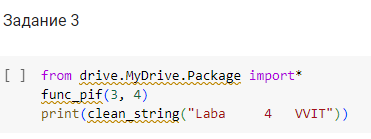 Задание 3
[ ] from drive.MyDrive.Package import*
func_pif(3, 4)
print(clean_string("Laba     4   VVIT"))